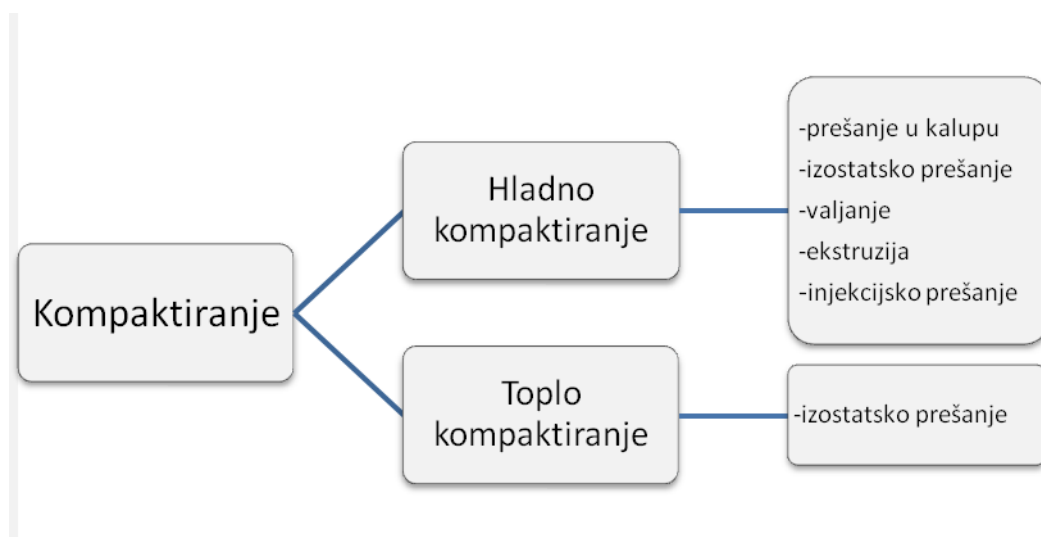 Kompaktiranje
Hladno
kompaktiranje
-prešanje u kalupu
-izostatsko prešanje
-valjanje
-ekstruzija
-injekcijsko prešanje
Toplo
kompaktiranje
-izostatsko prešanje